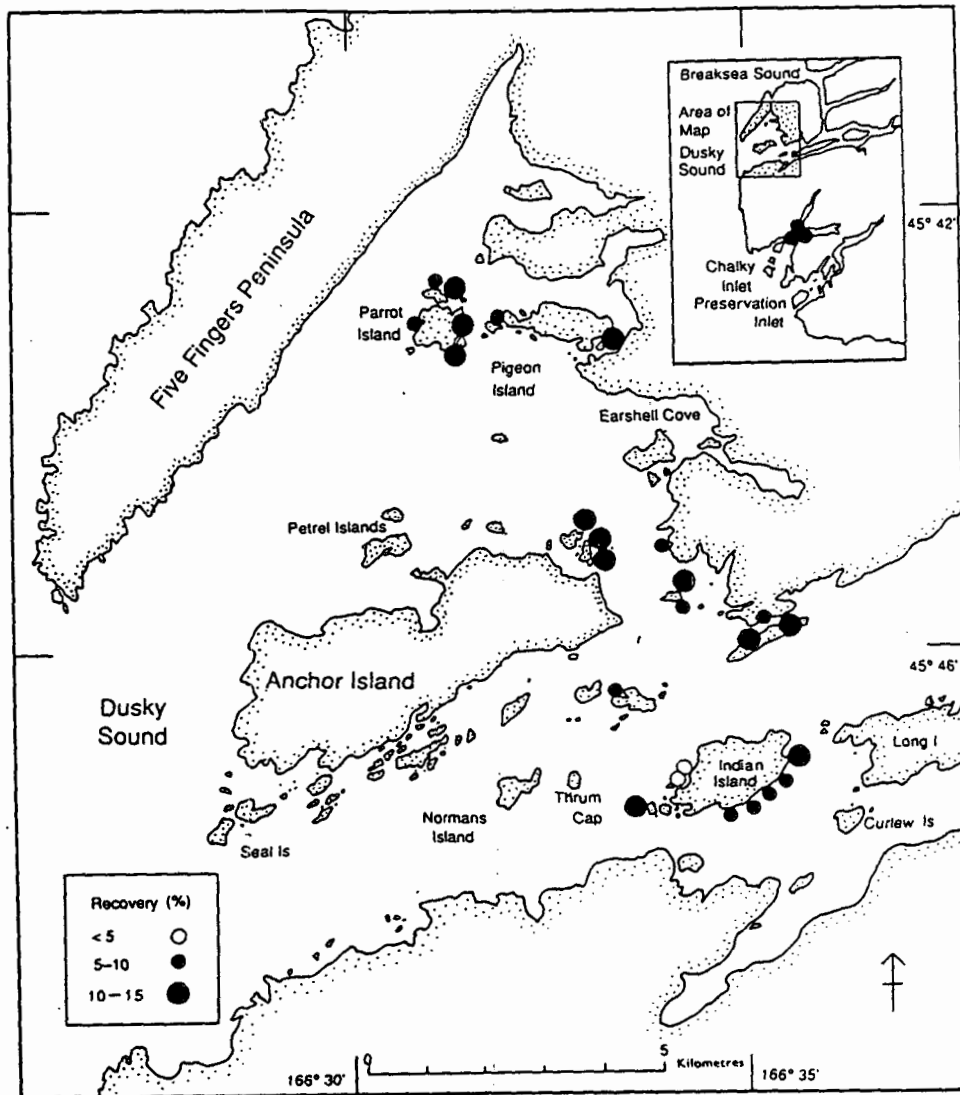 Breaksea Sound
Area of
Map
Dusky
Sound
45° 42'
Chalky
Inlet
Preservation
Inlet
Five Fingers Peninsula
Parrot
Island
Pigeon
Island
Earshell Cove
Petrel Islands
45° 46'
Anchor Island
Dusky
Sound
Long I
Indian
Island
Thrum
Cap
Normans
Island
Curlew Is
Seal Is
Recovery (%)
< 5
5–10
10–15
0
5
Kilometres
166° 30'
166° 35'